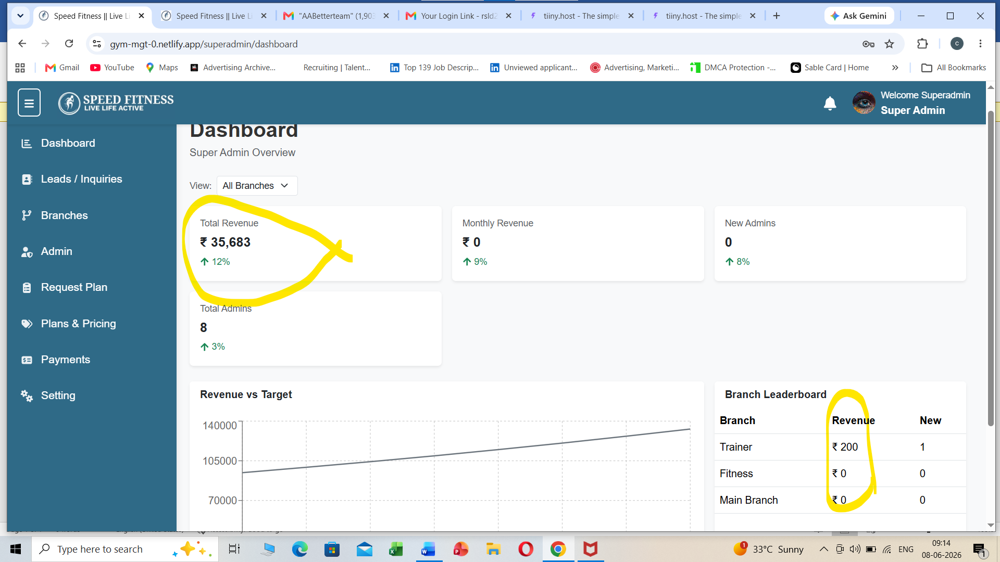 Speed Fitness || Live Li
Speed Fitness || Live Li
"AABetterteam" (1,903
Your Login Link - rsld2
tiiny.host - The simple
tiiny.host - The simple
Ask Gemini
gym-mgt-0.netlify.app/superadmin/dashboard
C
Gmail
YouTube
Maps
Advertising Archive...
Recruiting | Talent...
Top 139 Job Descrip...
Unviewed applicant...
Advertising, Marketi...
DMCA Protection -...
Sable Card | Home
All Bookmarks
SPEED FITNESS
LIVE LIFE ACTIVE
Welcome Superadmin
Super Admin
Dashboard
Leads / Inquiries
Branches
Admin
Request Plan
Plans & Pricing
Payments
Setting
Dashboard
Super Admin Overview
View: All Branches
Total Revenue
₹ 35,683
12%
Monthly Revenue
₹ 0
9%
New Admins
0
8%
Total Admins
8
3%
Revenue vs Target
140000
105000
70000
Branch Leaderboard
Branch Revenue New
Trainer ₹ 200 1
Fitness ₹ 0 0
Main Branch ₹ 0 0
Type here to search
1
33°C Sunny
ENG
09:14
08-06-2026
1